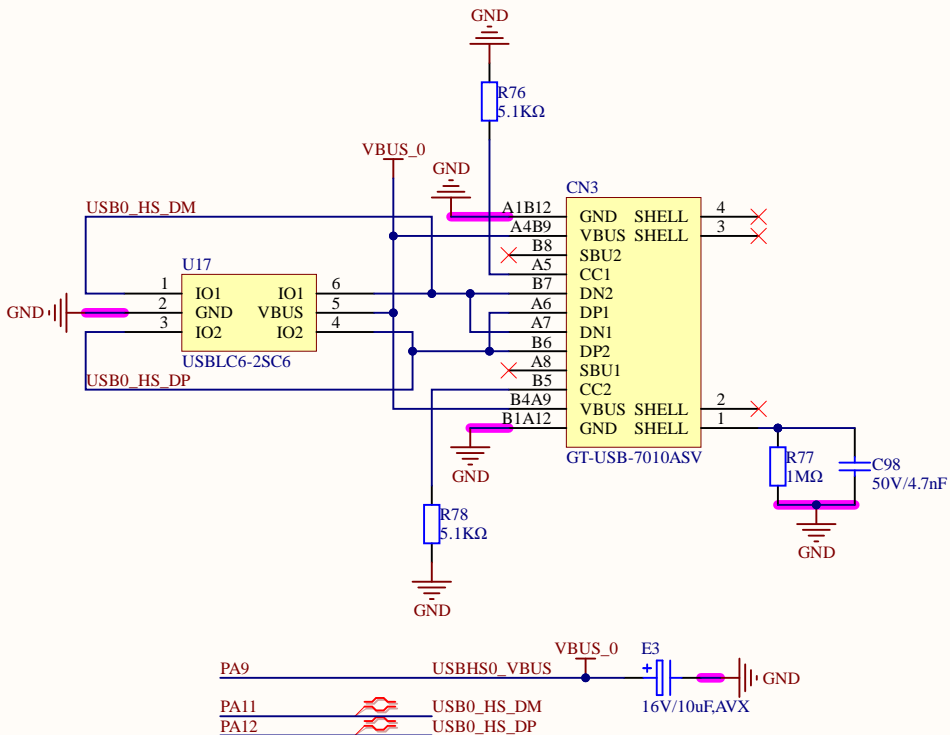 GND
R76
5.1KΩ
VBUS_0
GND
CN3
USB0_HS_DM
A1B12 GND SHELL 4
A4B9 VBUS SHELL 3
B8 SBU2
A5 CC1
B7 DN2
A6 DP1
A7 DN1
B6 DP2
A8 SBU1
B5 CC2
B4A9 VBUS SHELL 2
B1A12 GND SHELL 1
GT-USB-7010ASV
U17
1 IO1 IO1 6
GND 2 GND VBUS 5
3 IO2 IO2 4
USBLC6-2SC6
USB0_HS_DP
GND
R77
1MΩ
C98
50V/4.7nF
GND
R78
5.1KΩ
GND
VBUS_0
E3
PA9 USBHS0_VBUS
GND
16V/10uF,AVX
PA11 USB0_HS_DM
PA12 USB0_HS_DP